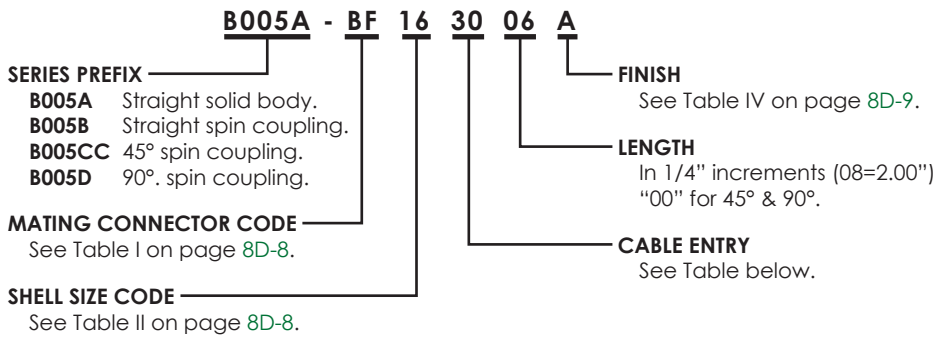 B005A - BF 16 30 06 A
SERIES PREFIX
B005A Straight solid body.
B005B Straight spin coupling.
B005CC 45° spin coupling.
B005D 90°. spin coupling.
MATING CONNECTOR CODE
See Table I on page 8D-8.
SHELL SIZE CODE
See Table II on page 8D-8.
FINISH
See Table IV on page 8D-9.
LENGTH
In 1/4” increments (08=2.00”)
“00” for 45° & 90°.
CABLE ENTRY
See Table below.